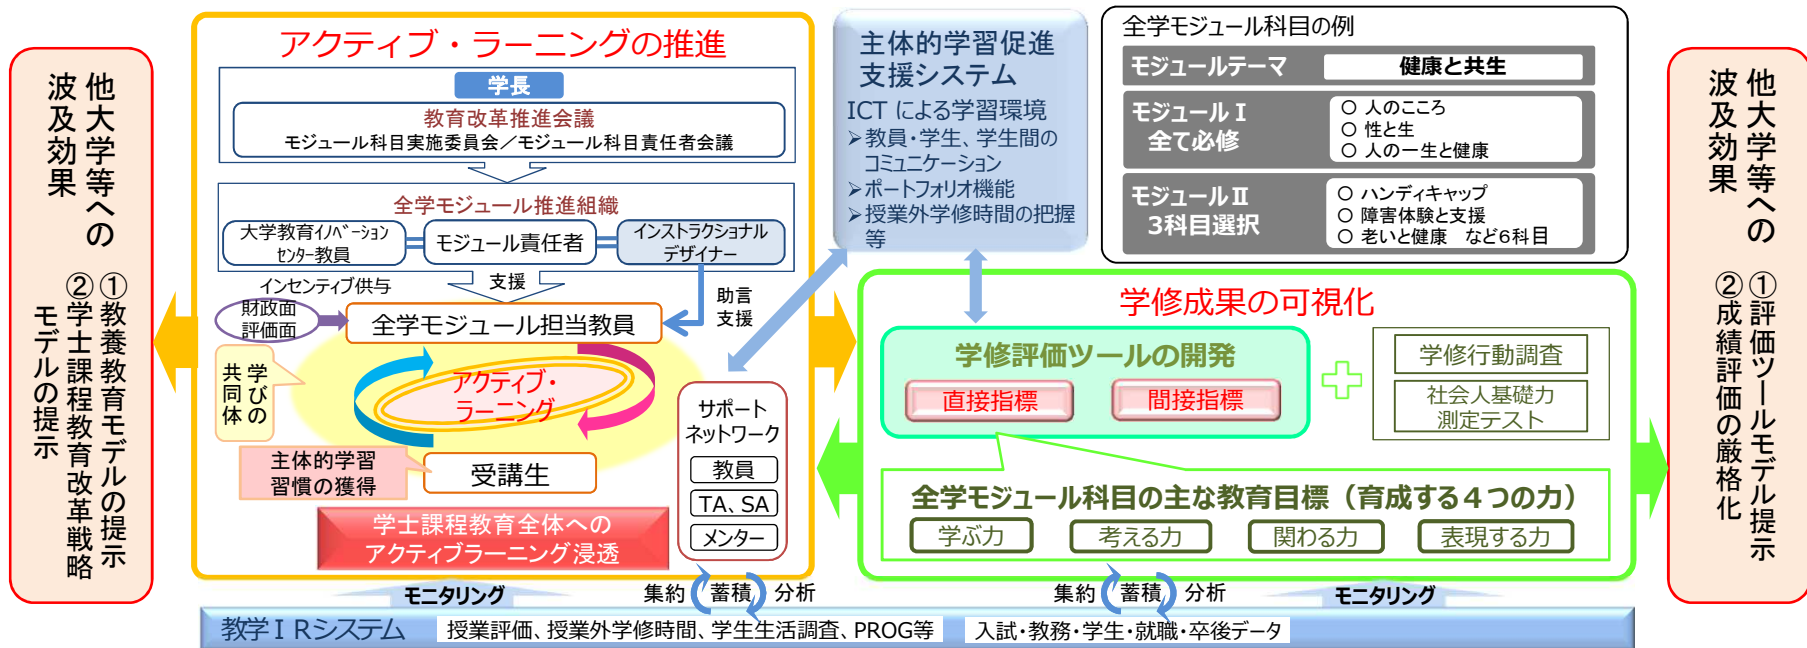 他大学等への
波及効果
①教養教育モデルの提示
②学士課程教育改革戦略
モデルの提示
アクティブ・ラーニングの推進
学長
教育改革推進会議
モジュール科目実施委員会／モジュール科目責任者会議
全学モジュール推進組織
大学教育イノベーション
センター教員
モジュール責任者
インストラクショナル
デザイナー
インセンティブ供与
支援
財政面
評価面
全学モジュール担当教員
助言
支援
学びの
共同体
アクティブ・
ラーニング
主体的学習
習慣の獲得
受講生
サポート
ネットワーク
教員
TA、SA
メンター
学士課程教育全体への
アクティブラーニング浸透
主体的学習促進
支援システム
ICT による学習環境
➢教員・学生、学生間の
コミュニケーション
➢ポートフォリオ機能
➢授業外学修時間の把握
等
全学モジュール科目の例
モジュールテーマ
健康と共生
モジュールⅠ
全て必修
○ 人のこころ
○ 性と生
○ 人の一生と健康
モジュールⅡ
3科目選択
○ ハンディキャップ
○ 障害体験と支援
○ 老いと健康　など6科目
学修成果の可視化
学修評価ツールの開発
直接指標
間接指標
学修行動調査
社会人基礎力
測定テスト
全学モジュール科目の主な教育目標（育成する４つの力）
学ぶ力
考える力
関わる力
表現する力
他大学等への
波及効果
①評価ツールモデル提示
②成績評価の厳格化
モニタリング
集約
蓄積
分析
集約
蓄積
分析
モニタリング
教学ＩＲシステム
授業評価、授業外学修時間、学生生活調査、PROG等
入試・教務・学生・就職・卒後データ